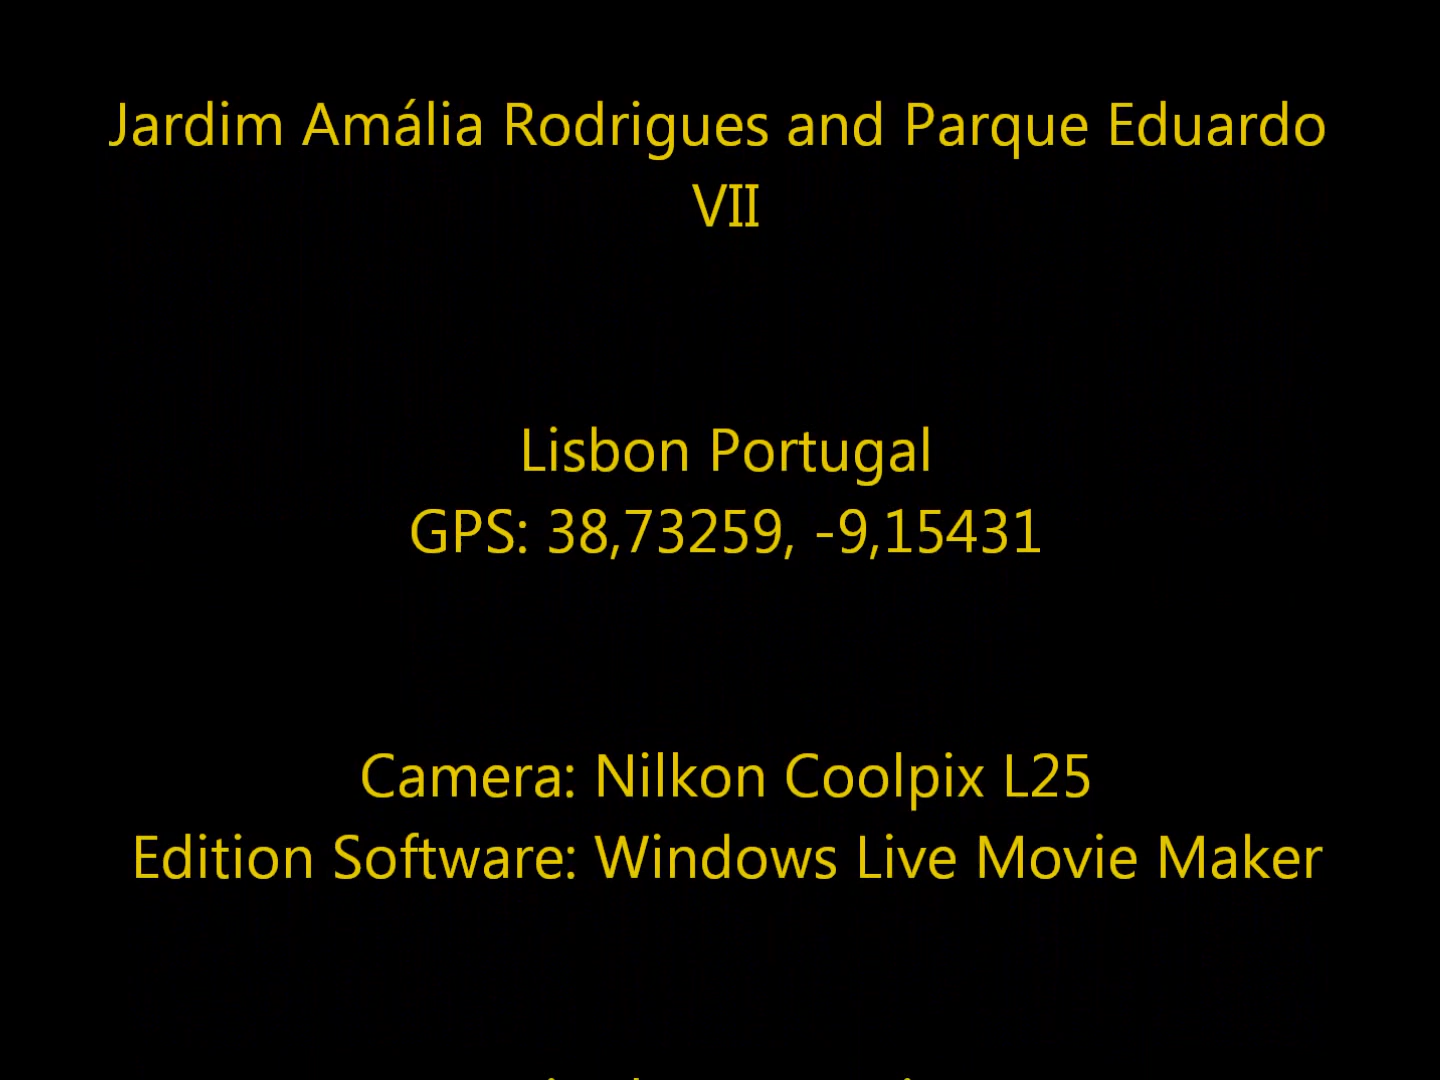 Jardim Amália Rodrigues and Parque Eduardo
VII
Lisbon Portugal
GPS: 38,73259, -9,15431
Camera: Nilkon Coolpix L25
Edition Software: Windows Live Movie Maker